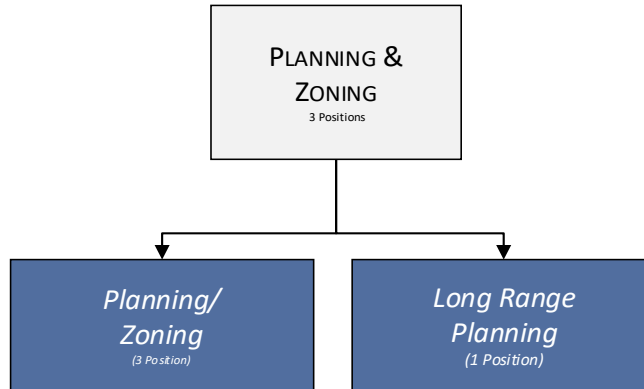 PLANNING &
ZONING
3 Positions
Planning/
Zoning
(3 Position)
Long Range
Planning
(1 Position)